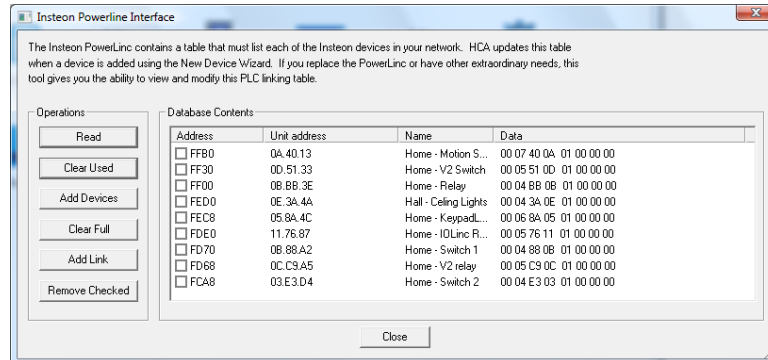 Insteon Powerline Interface
The Insteon PowerLinc contains a table that must list each of the Insteon devices in your network. HCA updates this table
when a device is added using the New Device Wizard. If you replace the PowerLinc or have other extraordinary needs, this
tool gives you the ability to view and modify this PLC linking table.
Operations
Read
Clear Used
Add Devices
Clear Full
Add Link
Remove Checked
Database Contents
Address Unit address Name Data
FFB0 0A.40.13 Home - Motion S... 00 07 40 0A 01 00 00 00
FF30 0D.51.33 Home - V2 Switch 00 05 51 0D 01 00 00 00
FF00 0B.BB.3E Home - Relay 00 04 BB 0B 01 00 00 00
FED0 0E.3A.4A Hall - Celing Lights 00 04 3A 0E 01 00 00 00
FEC8 05.8A.4C Home - KeypadL... 00 06 8A 05 01 00 00 00
FDE0 11.76.87 Home - IOLinc R... 00 05 76 11 01 00 00 00
FD70 0B.88.A2 Home - Switch 1 00 04 88 0B 01 00 00 00
FD68 0C.C9.A5 Home - V2 relay 00 05 C9 0C 01 00 00 00
FCA8 03.E3.D4 Home - Switch 2 00 04 E3 03 01 00 00 00
Close